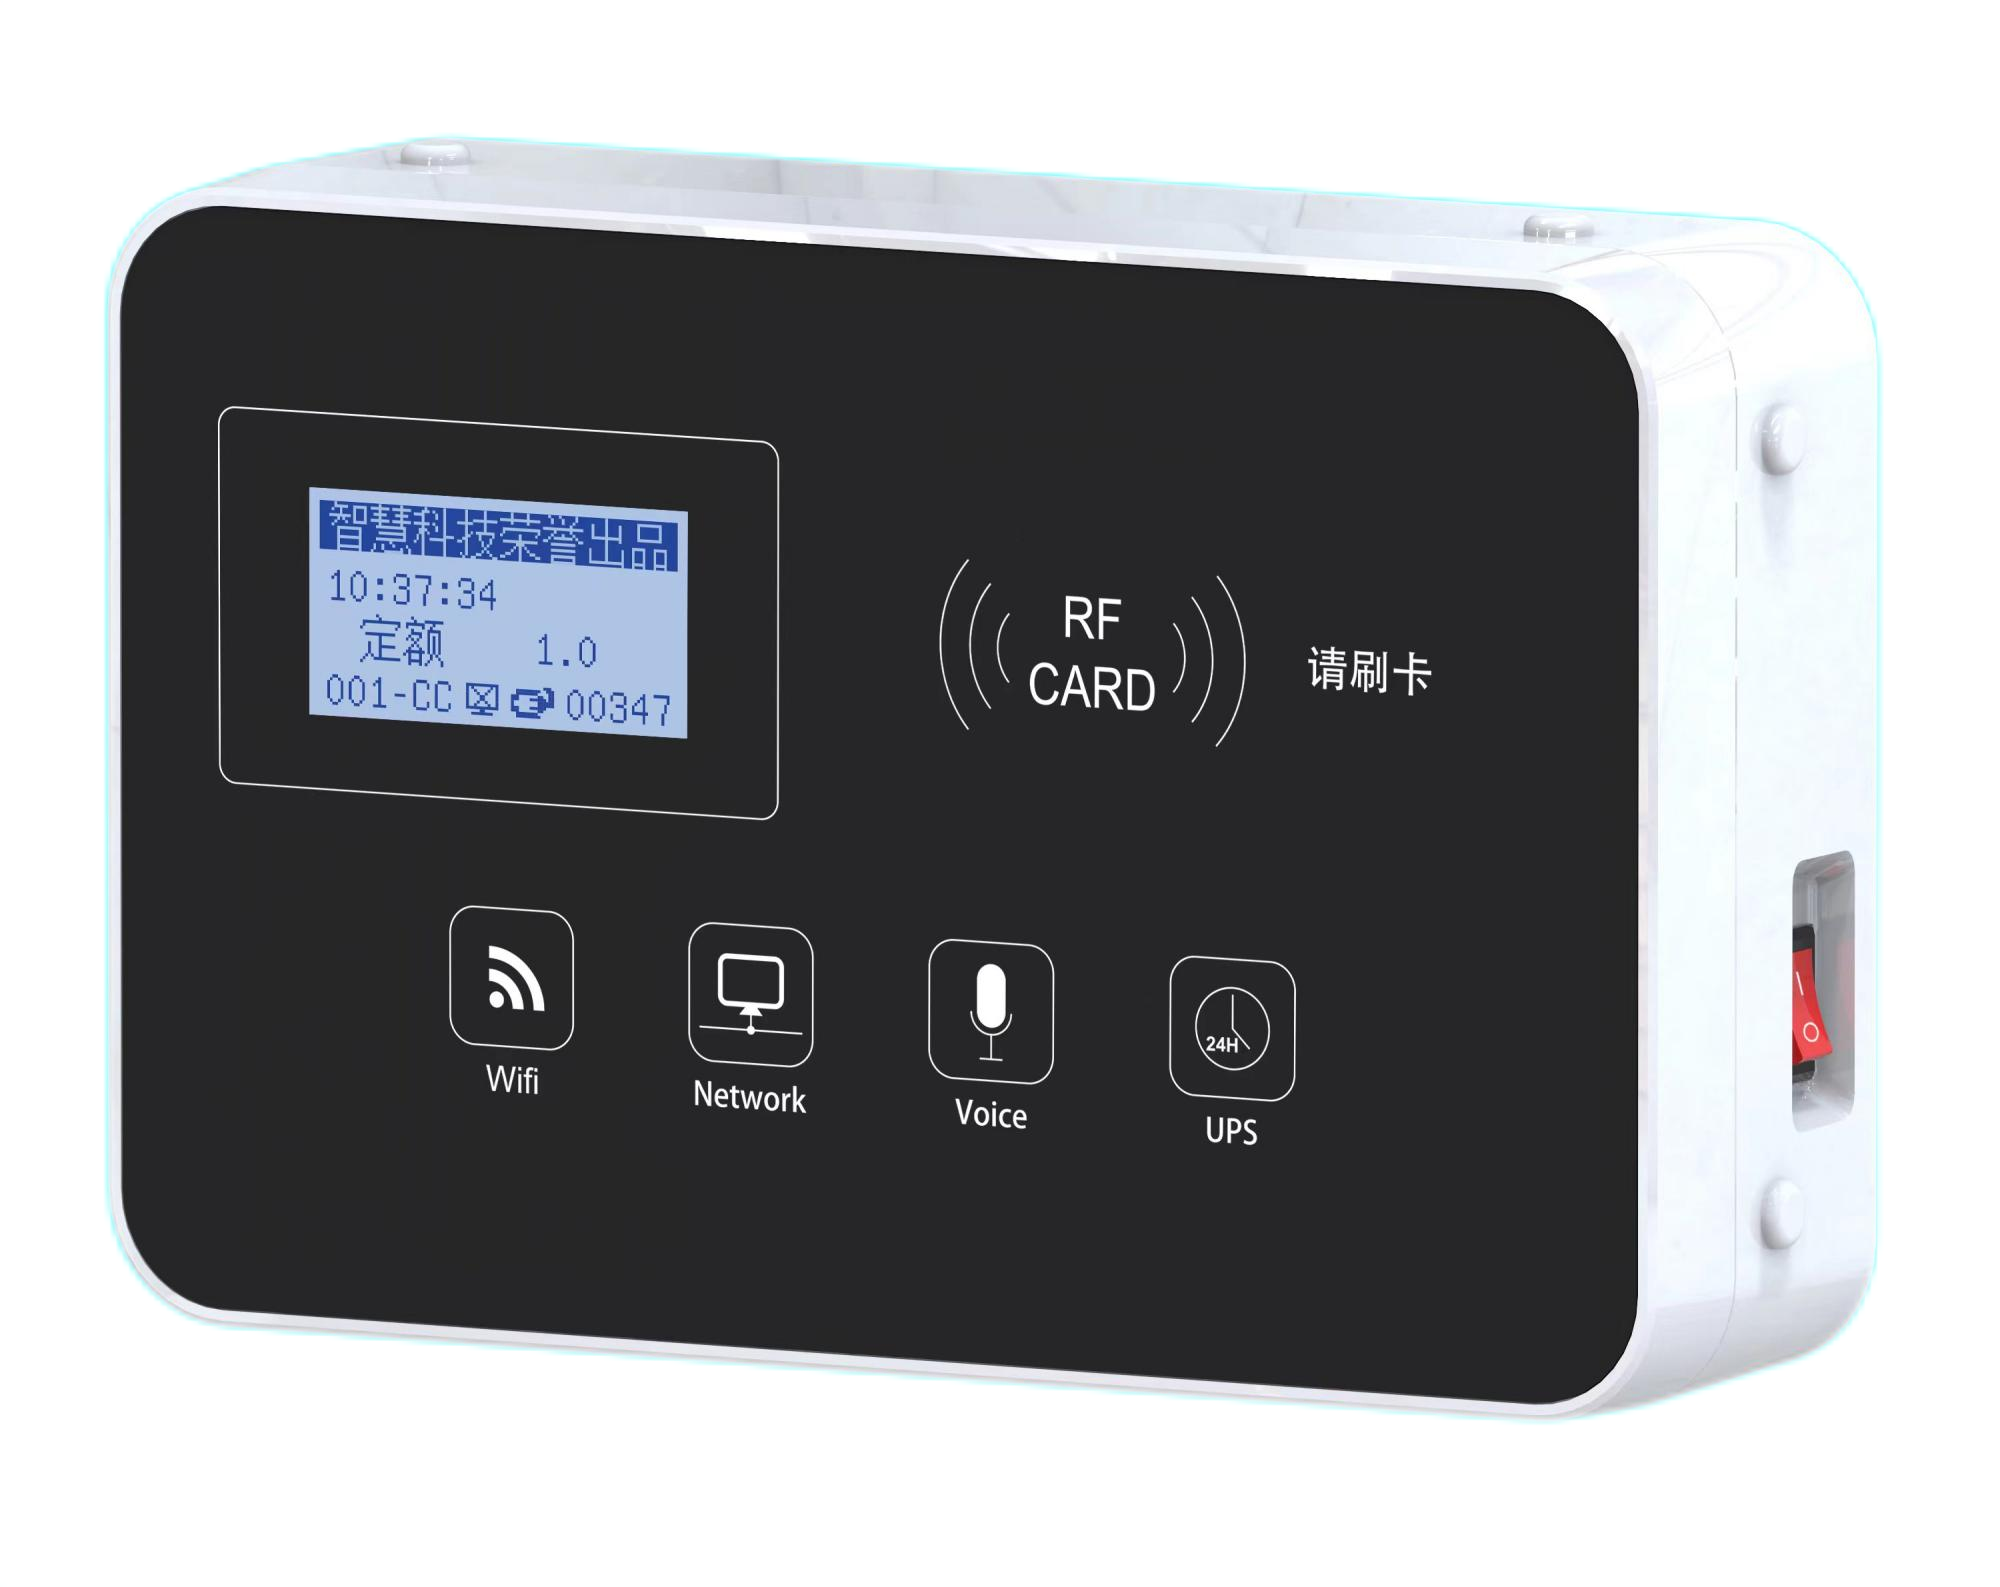 智慧科技荣誉出品
10:37:34
定额 1.0
001-CC 00347
RF
CARD
请刷卡
Wifi
Network
Voice
24H
UPS